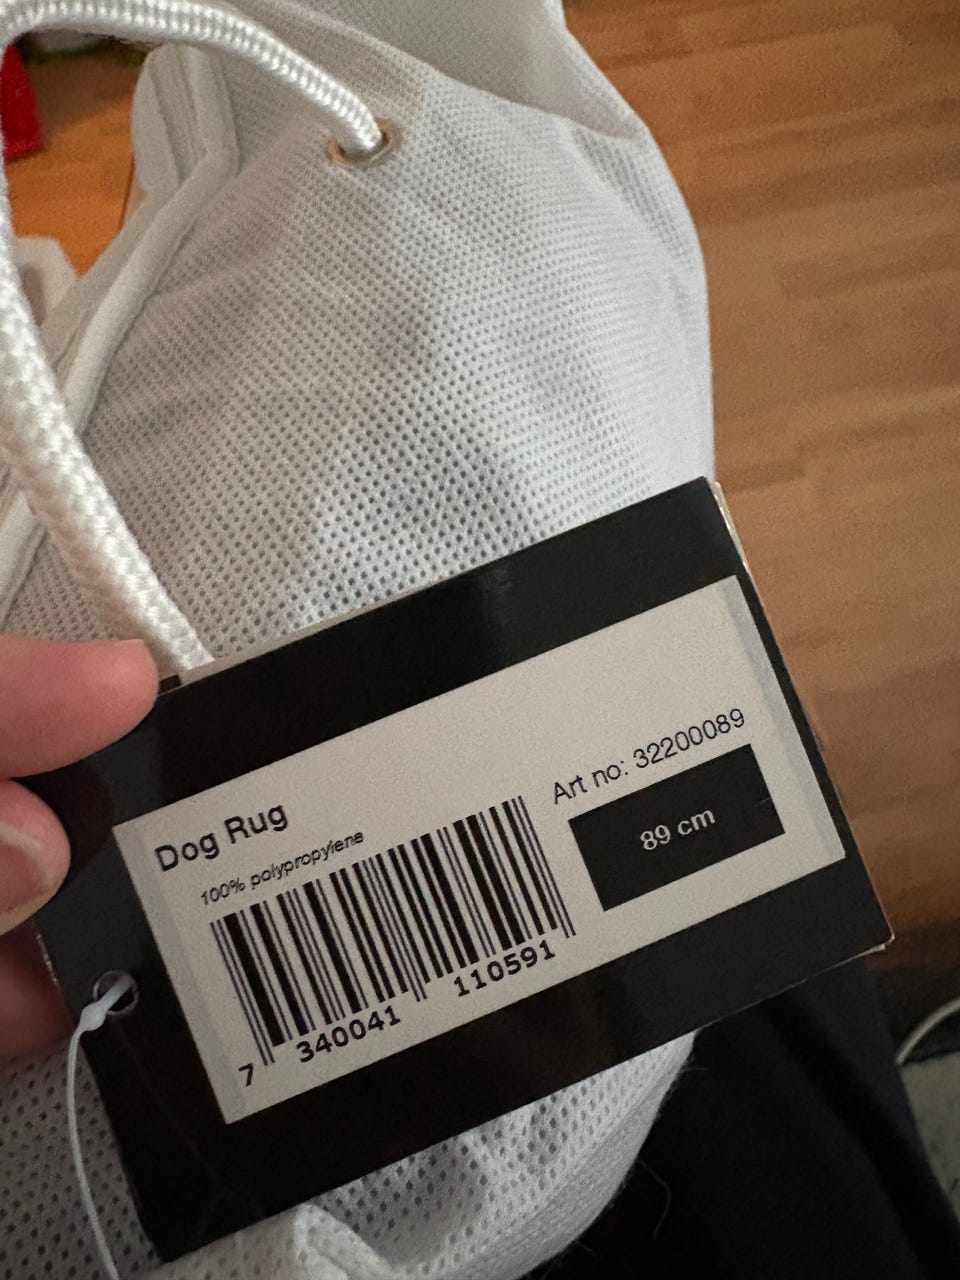 Dog Rug
100% polypropylene
Art no: 32200089
89 cm
7 340041 110591